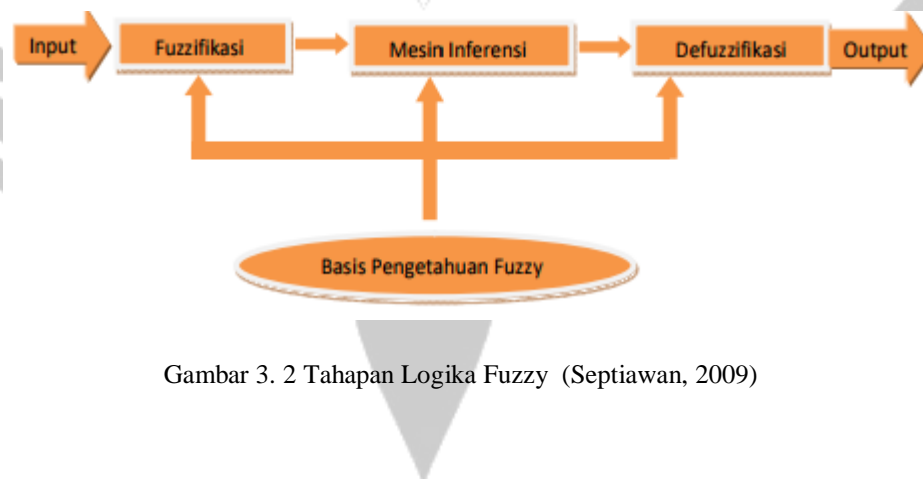 Input
Fuzzifikasi
Mesin Inferensi
Defuzzifikasi
Output
Basis Pengetahuan Fuzzy
Gambar 3. 2 Tahapan Logika Fuzzy (Septiawan, 2009)